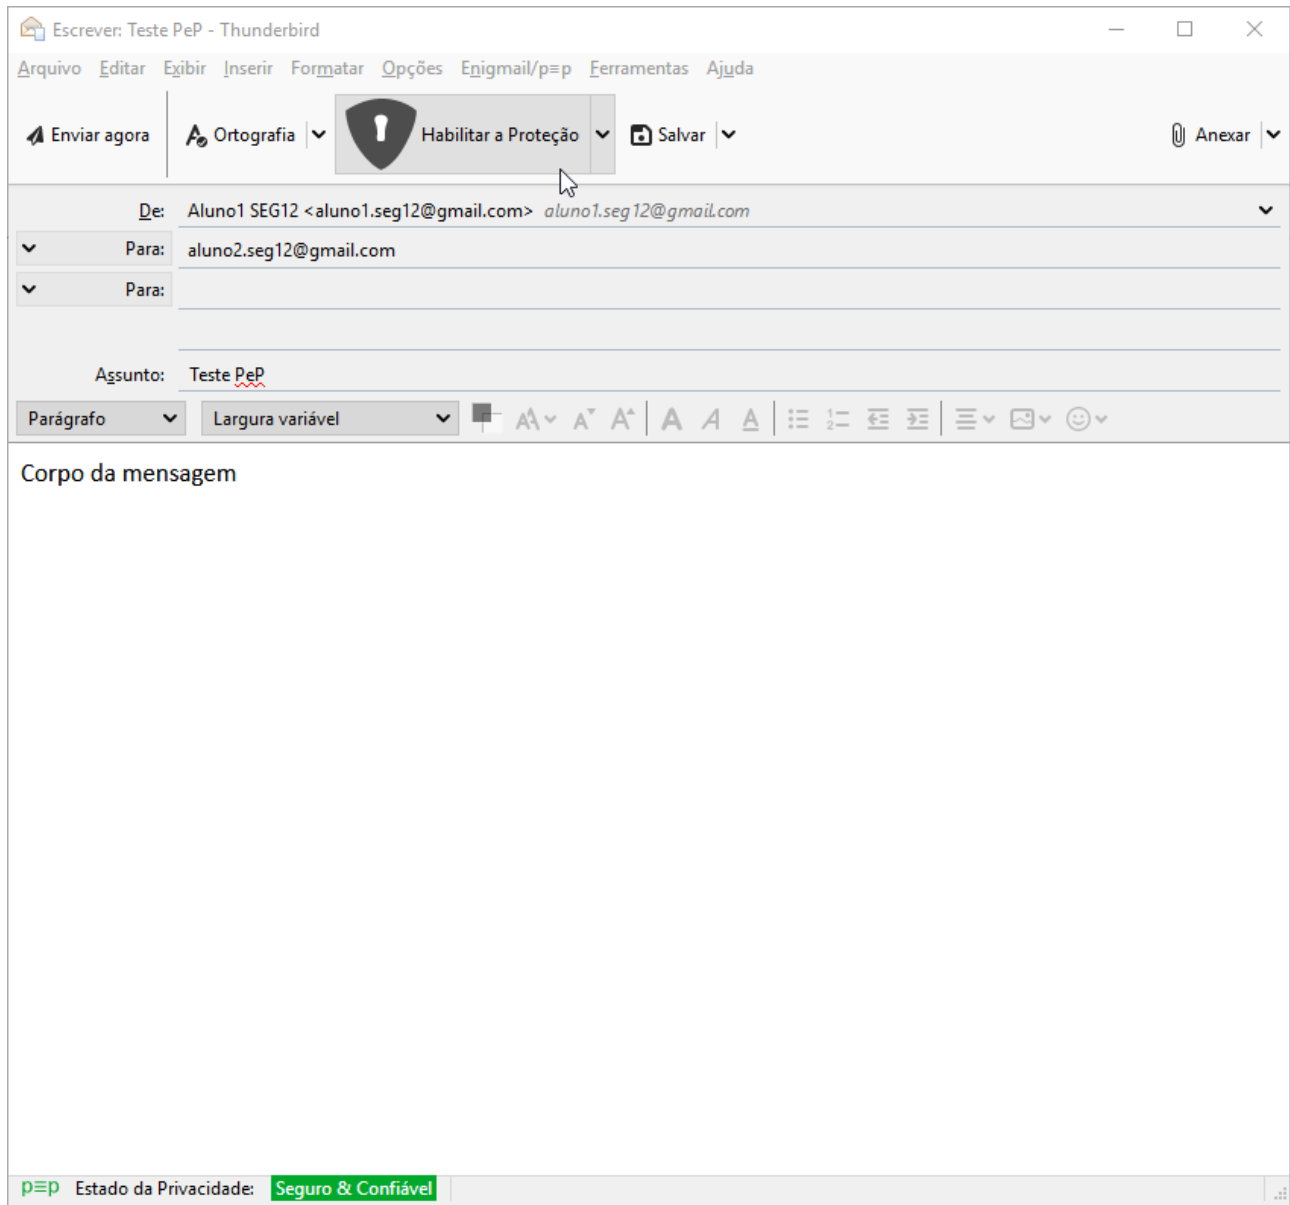 Escrever: Teste PeP - Thunderbird
Arquivo Editar Exibir Inserir Formatar Opções Enigmail/p≡p Ferramentas Ajuda
Enviar agora Ortografia Habilitar a Proteção Salvar Anexar
De: Aluno1 SEG12 <aluno1.seg12@gmail.com> aluno1.seg12@gmail.com
Para: aluno2.seg12@gmail.com
Para:
Assunto: Teste PeP
Parágrafo Largura variável
Corpo da mensagem
p≡p Estado da Privacidade: Seguro & Confiável